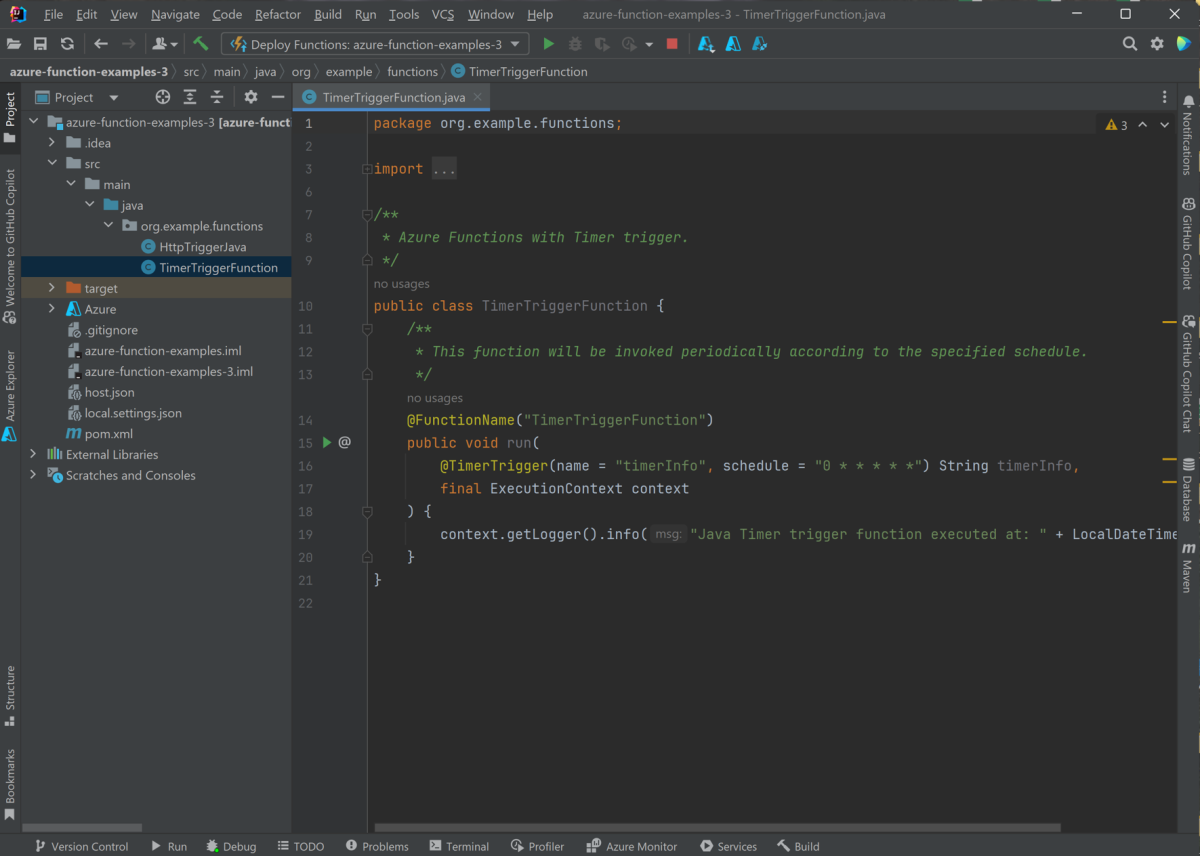 File Edit View Navigate Code Refactor Build Run Tools VCS Window Help azure-function-examples-3 - TimerTriggerFunction.java
Deploy Functions: azure-function-examples-3
azure-function-examples-3 src main java org example functions TimerTriggerFunction
Project
Welcome to GitHub Copilot
Azure Explorer
Structure
Bookmarks
Project
azure-function-examples-3 [azure-funct
.idea
src
main
java
org.example.functions
HttpTriggerJava
TimerTriggerFunction
target
Azure
.gitignore
azure-function-examples.iml
azure-function-examples-3.iml
host.json
local.settings.json
pom.xml
External Libraries
Scratches and Consoles
TimerTriggerFunction.java
3
1 package org.example.functions;
2
3 import ...
6
7 /**
8 * Azure Functions with Timer trigger.
9 */
no usages
10 public class TimerTriggerFunction {
11 /**
12 * This function will be invoked periodically according to the specified schedule.
13 */
no usages
14 @FunctionName("TimerTriggerFunction")
15 @ public void run(
16 @TimerTrigger(name = "timerInfo", schedule = "0 * * * * *") String timerInfo,
17 final ExecutionContext context
18 ) {
19 context.getLogger().info( msg: "Java Timer trigger function executed at: " + LocalDateTime
20 }
21 }
22
Notifications
GitHub Copilot
GitHub Copilot Chat
Database
Maven
Version Control Run Debug TODO Problems Terminal Profiler Azure Monitor Services Build